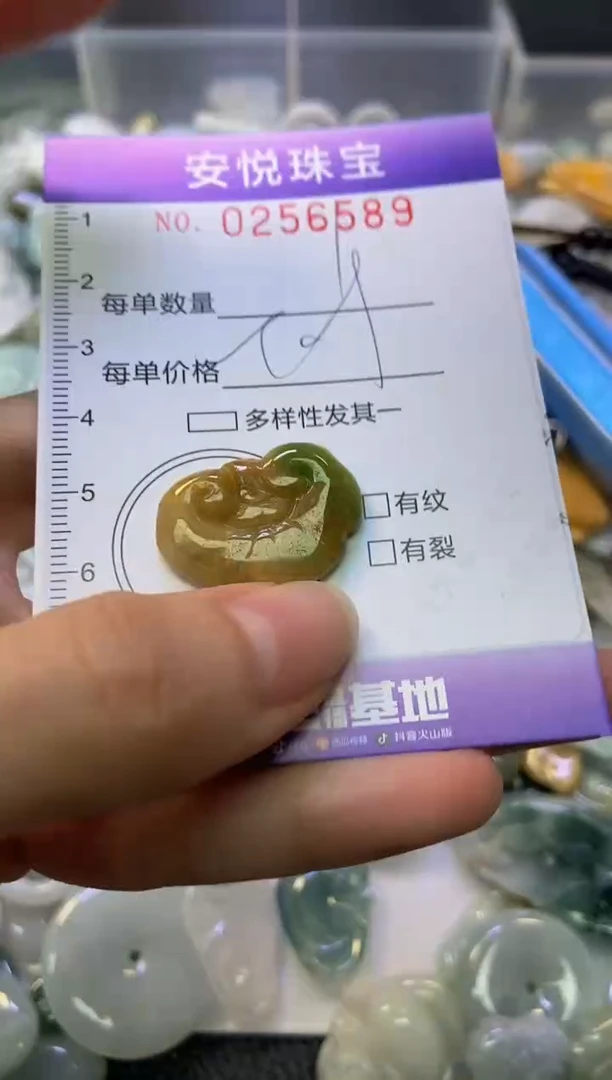 安悦珠宝
NO. 0256589
1
2
每单数量
3
每单价格
4
多样性发其一
5
有纹
有裂
6
基地
抖音火山版